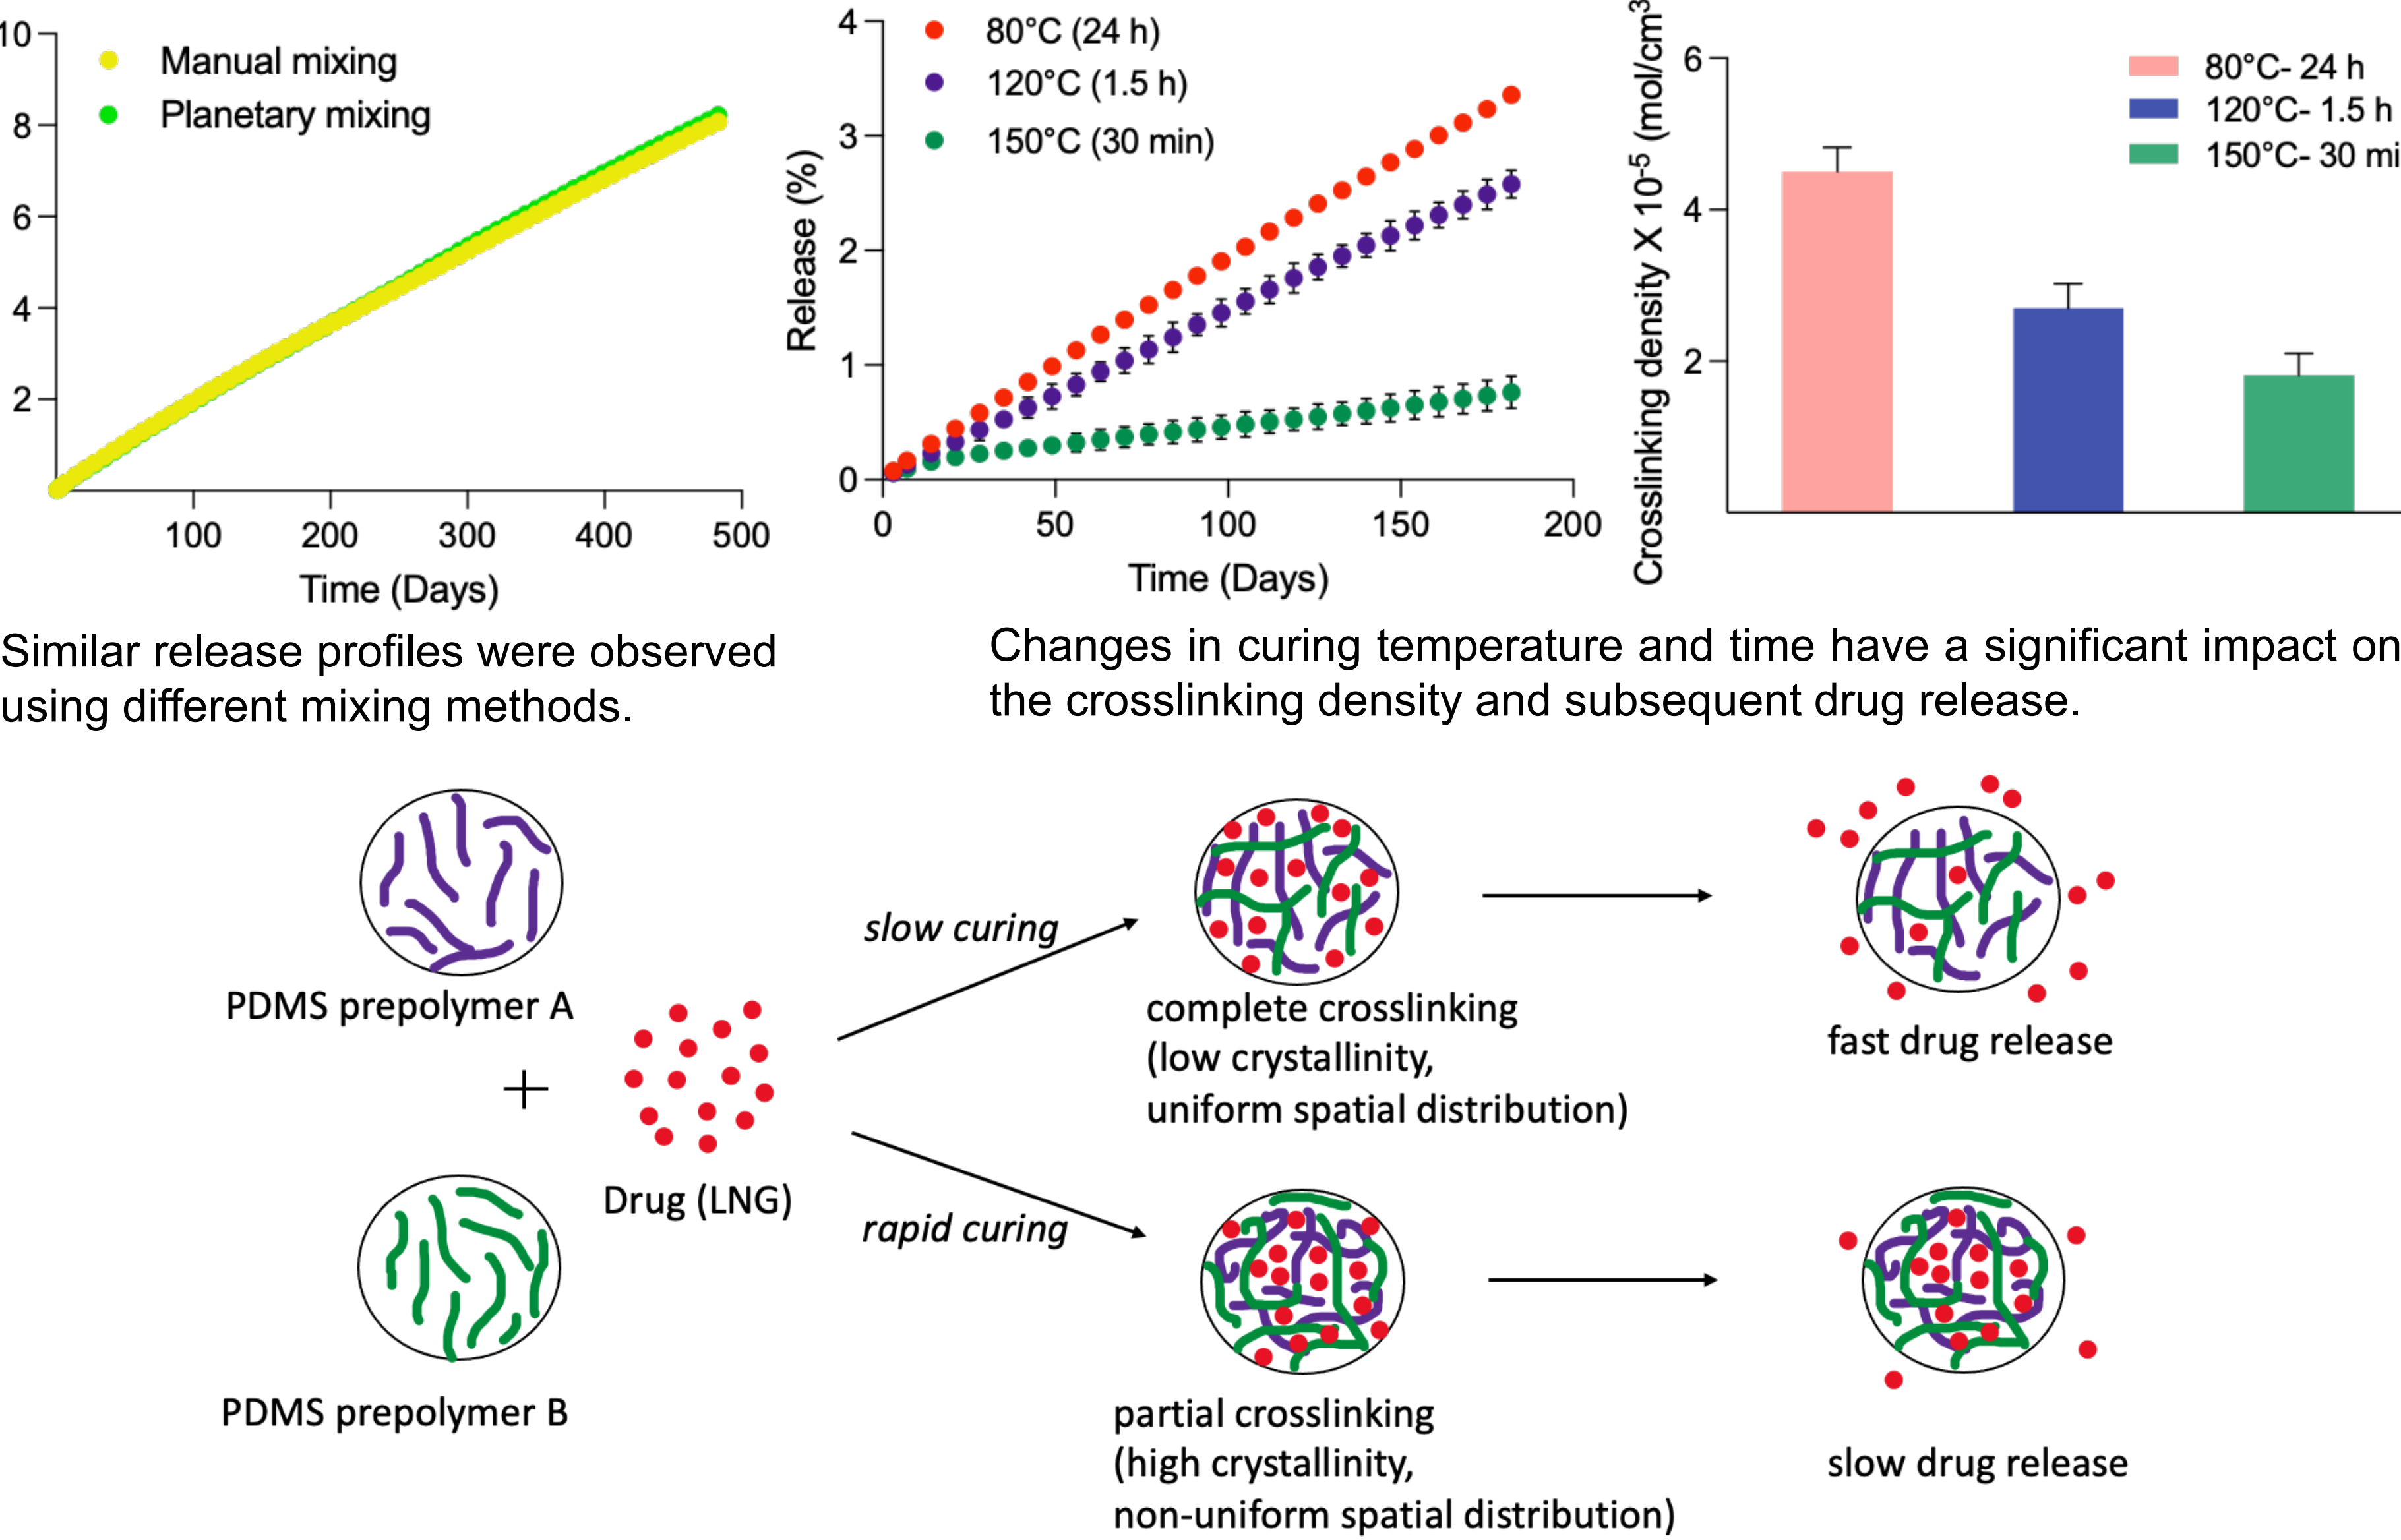 10
8
6
4
2
Manual mixing
Planetary mixing
100 200 300 400 500
Time (Days)
4
3
2
1
0
Release (%)
80°C (24 h)
120°C (1.5 h)
150°C (30 min)
0 50 100 150 200
Time (Days)
Crosslinking density X 10-5 (mol/cm3
6
4
2
80°C- 24 h
120°C- 1.5 h
150°C- 30 mi
Similar release profiles were observed
using different mixing methods.
Changes in curing temperature and time have a significant impact on
the crosslinking density and subsequent drug release.
PDMS prepolymer A
+
PDMS prepolymer B
Drug (LNG)
slow curing
rapid curing
complete crosslinking
(low crystallinity,
uniform spatial distribution)
fast drug release
partial crosslinking
(high crystallinity,
non-uniform spatial distribution)
slow drug release